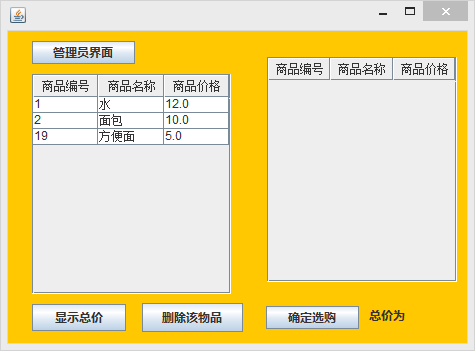 管理员界面
商品编号 商品名称 商品价格
1 水 12.0
2 面包 10.0
19 方便面 5.0
商品编号 商品名称 商品价格
显示总价 删除该物品 确定选购 总价为